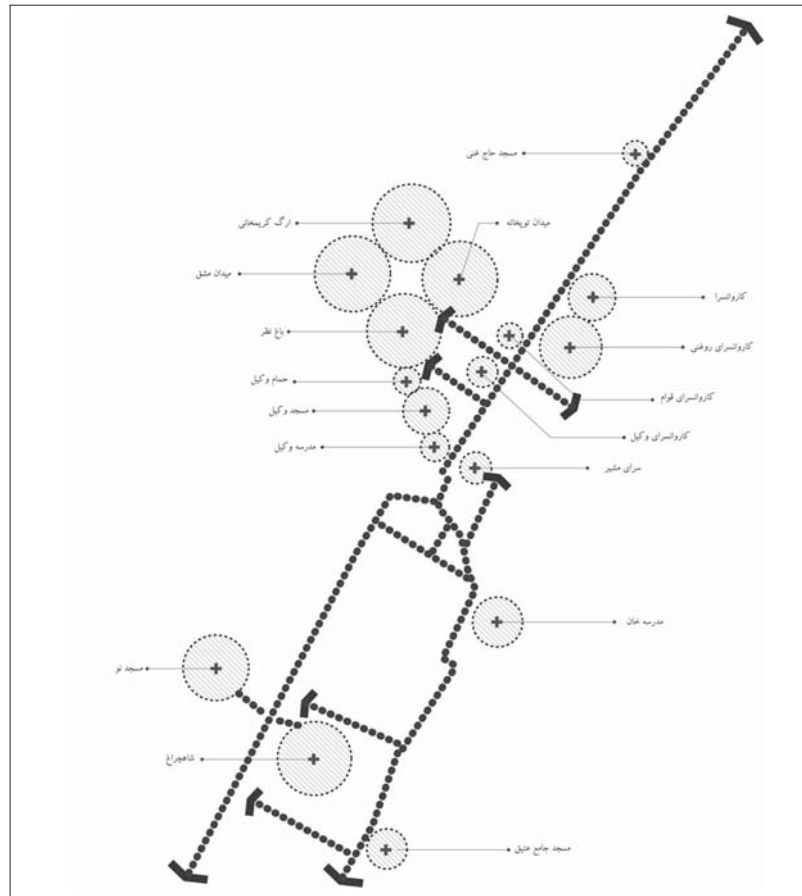 مسجد حاج غنی
ارگ کریمخانی
میدان توپخانه
میدان مشق
کاروانسرا
باغ نظر
کاروانسرای روغنی
حمام وکیل
کاروانسرای قوام
مسجد وکیل
کاروانسرای وکیل
مدرسه وکیل
سرای مشیر
مدرسه خان
مسجد نو
شاهچراغ
مسجد جامع عتیق